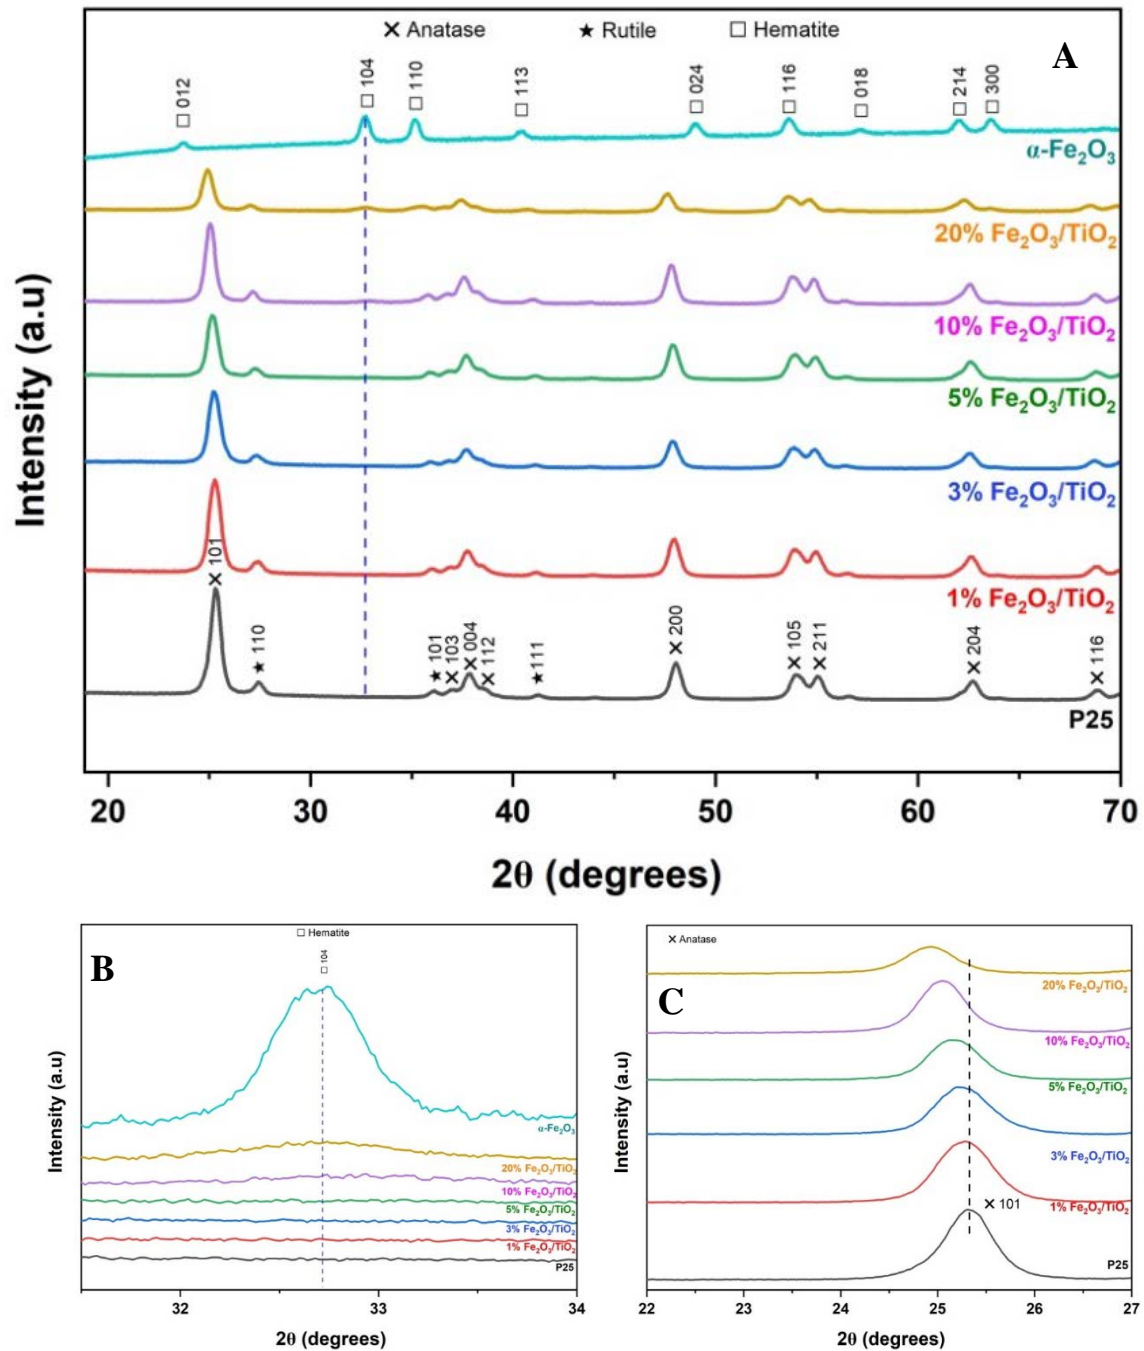 × Anatase ★ Rutile □ Hematite
A
□ 012
□ 104
□ 110
□ 113
□ 024
□ 116
□ 018
□ 214
□ 300
α-Fe₂O₃
20% Fe₂O₃/TiO₂
10% Fe₂O₃/TiO₂
5% Fe₂O₃/TiO₂
3% Fe₂O₃/TiO₂
1% Fe₂O₃/TiO₂
P25
× 101
★ 110
★ 101
× 103
× 004
× 112
★ 111
× 200
× 105
× 211
× 204
× 116
Intensity (a.u)
20 30 40 50 60 70
2θ (degrees)
B
□ Hematite
□ 104
α-Fe₂O₃
20% Fe₂O₃/TiO₂
10% Fe₂O₃/TiO₂
5% Fe₂O₃/TiO₂
3% Fe₂O₃/TiO₂
1% Fe₂O₃/TiO₂
P25
Intensity (a.u)
32 33 34
2θ (degrees)
× Anatase
C
20% Fe₂O₃/TiO₂
10% Fe₂O₃/TiO₂
5% Fe₂O₃/TiO₂
3% Fe₂O₃/TiO₂
1% Fe₂O₃/TiO₂
× 101
P25
Intensity (a.u)
22 23 24 25 26 27
2θ (degrees)